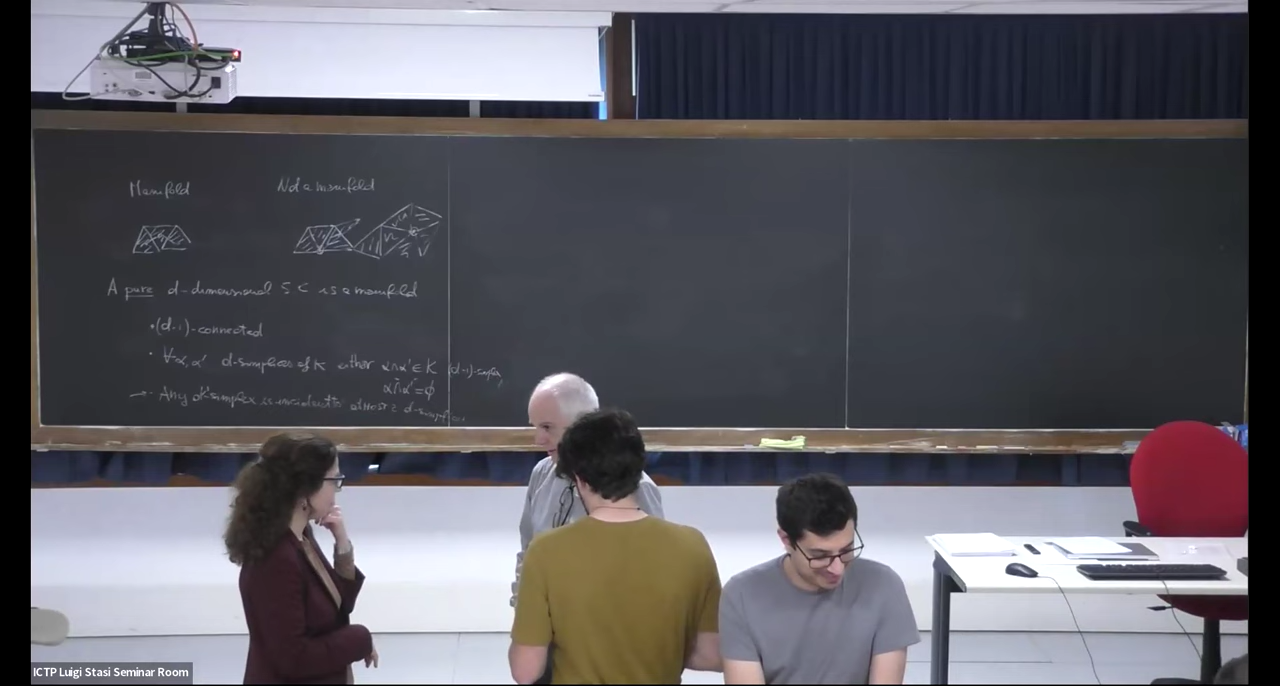 Manifold
Not a manifold
A pure d-dimensional SC is a manifold
• (d-1)-connected
• ∀α,α' d-simplices of K either α∩α' ∈ K (d-1)-simplex
α∩α' = ϕ
→ • Any simplex is incident to at most 2 d-simplices
ICTP Luigi Stasi Seminar Room